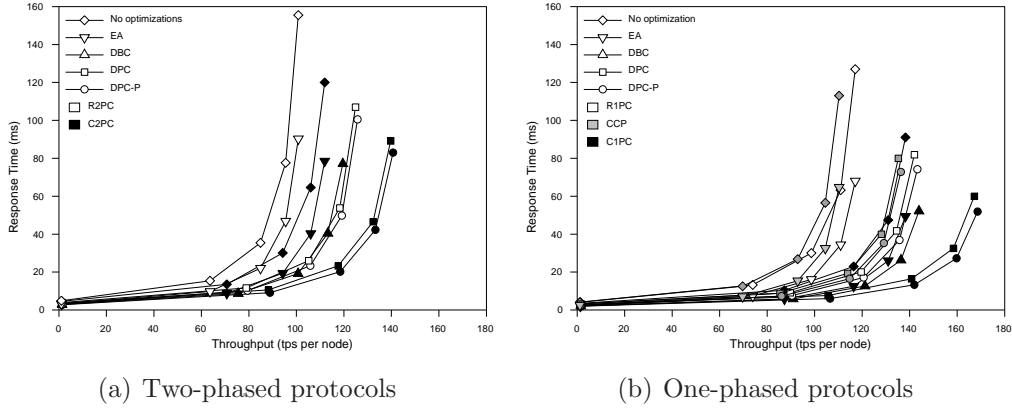 160
140
120
100
80
60
40
20
0
Response Time (ms)
No optimizations
EA
DBC
DPC
DPC-P
R2PC
C2PC
0 20 40 60 80 100 120 140 160 180
Throughput (tps per node)
(a) Two-phased protocols
160
140
120
100
80
60
40
20
0
Response Time (ms)
No optimizations
EA
DBC
DPC
DPC-P
R1PC
CCP
C1PC
0 20 40 60 80 100 120 140 160 180
Throughput (tps per node)
(b) One-phased protocols